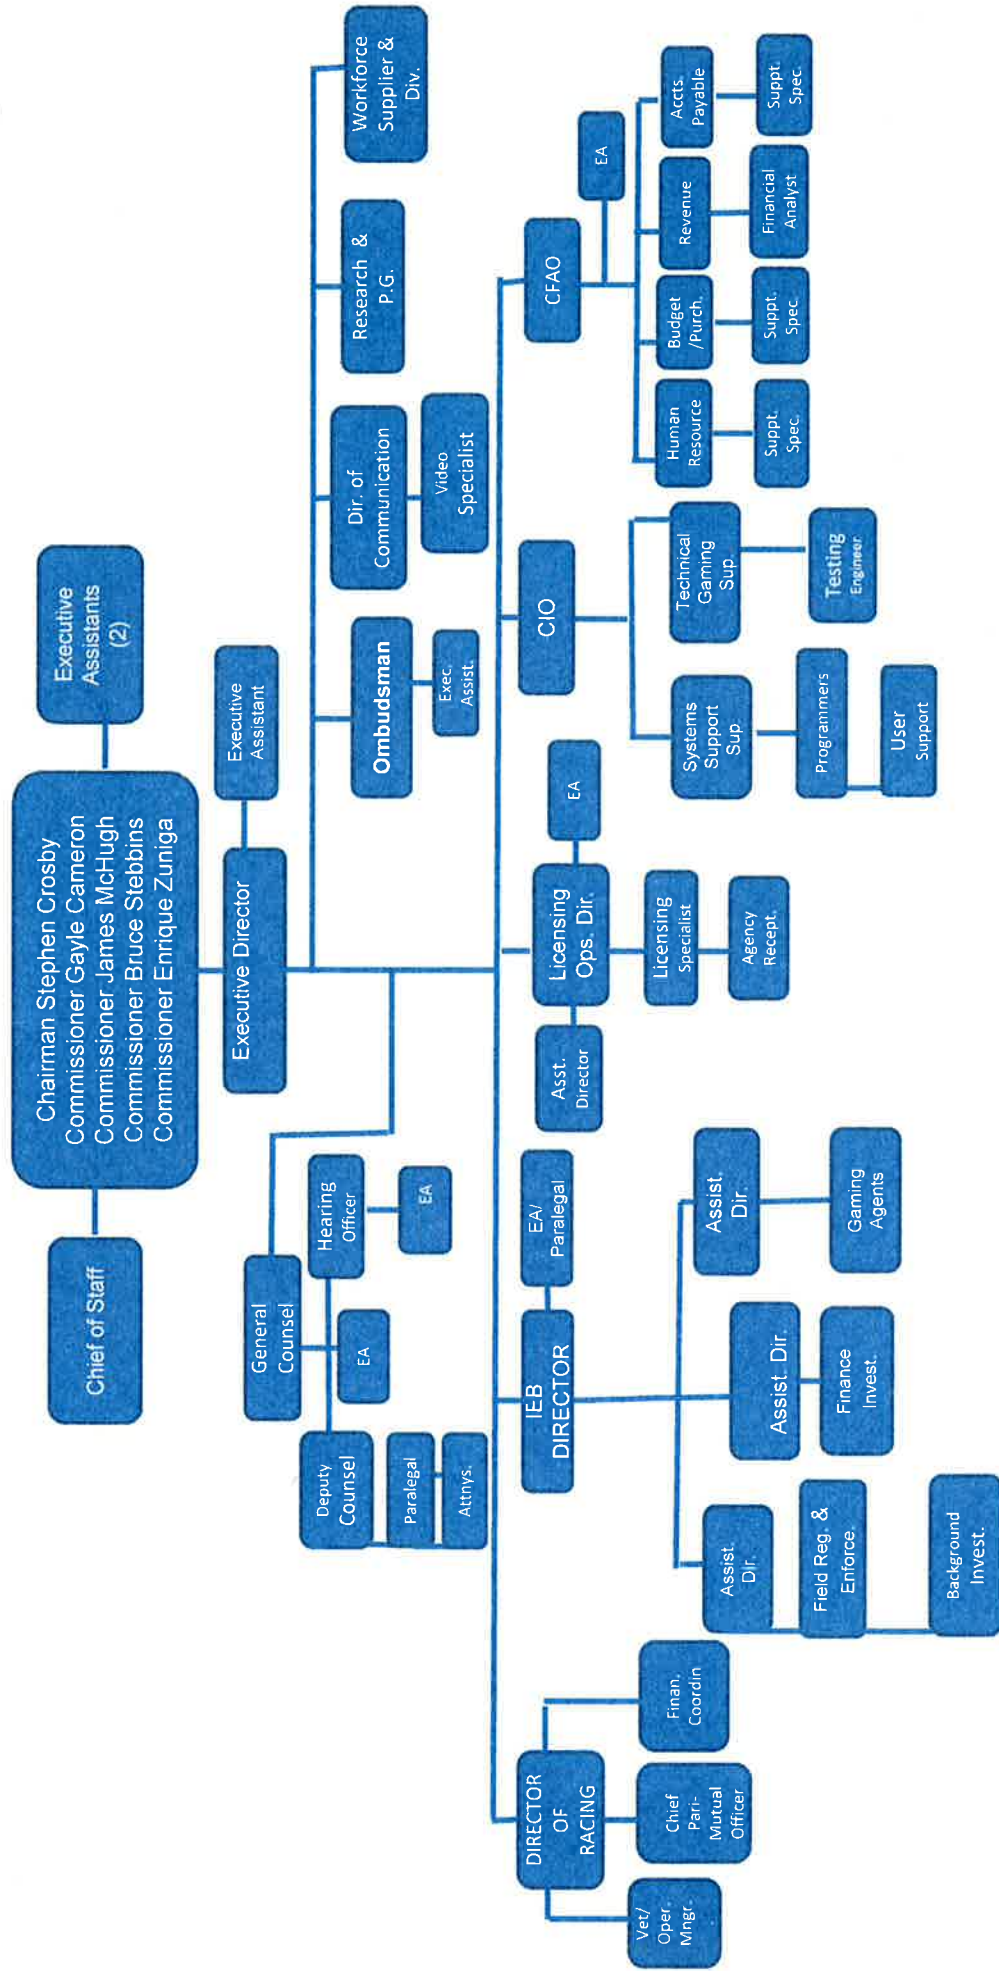 Chief of Staff
Chairman Stephen Crosby
Commissioner Gayle Cameron
Commissioner James McHugh
Commissioner Bruce Stebbins
Commissioner Enrique Zuniga
Executive
Assistants
(2)
Executive Director
Executive
Assistant
General
Counsel
Deputy
Counsel
Paralegal
Attnys.
EA
Hearing
Officer
EA
Ombudsman
Exec.
Assist.
Dir. of
Communication
Video
Specialist
Research &
P.G.
Workforce
Supplier &
Div.
DIRECTOR
OF
RACING
Vet/
Oper.
Mngr.
Chief
Pari-
Mutual
Officer
Finan.
Coordin
IEB
DIRECTOR
EA/
Paralegal
Assist.
Dir.
Field Reg. &
Enforce.
Background
Invest.
Assist. Dir.
Finance
Invest.
Assist.
Dir.
Gaming
Agents
Asst.
Director
Licensing
Ops. Dir.
EA
Licensing
Specialist
Agency
Recept.
CIO
Systems
Support
Sup.
Programmers
User
Support
Technical
Gaming
Sup.
Testing
Engineer
CFAO
EA
Human
Resource
Suppt.
Spec.
Budget
/Purch.
Suppt.
Spec.
Revenue
Financial
Analyst
Accts.
Payable
Suppt.
Spec.